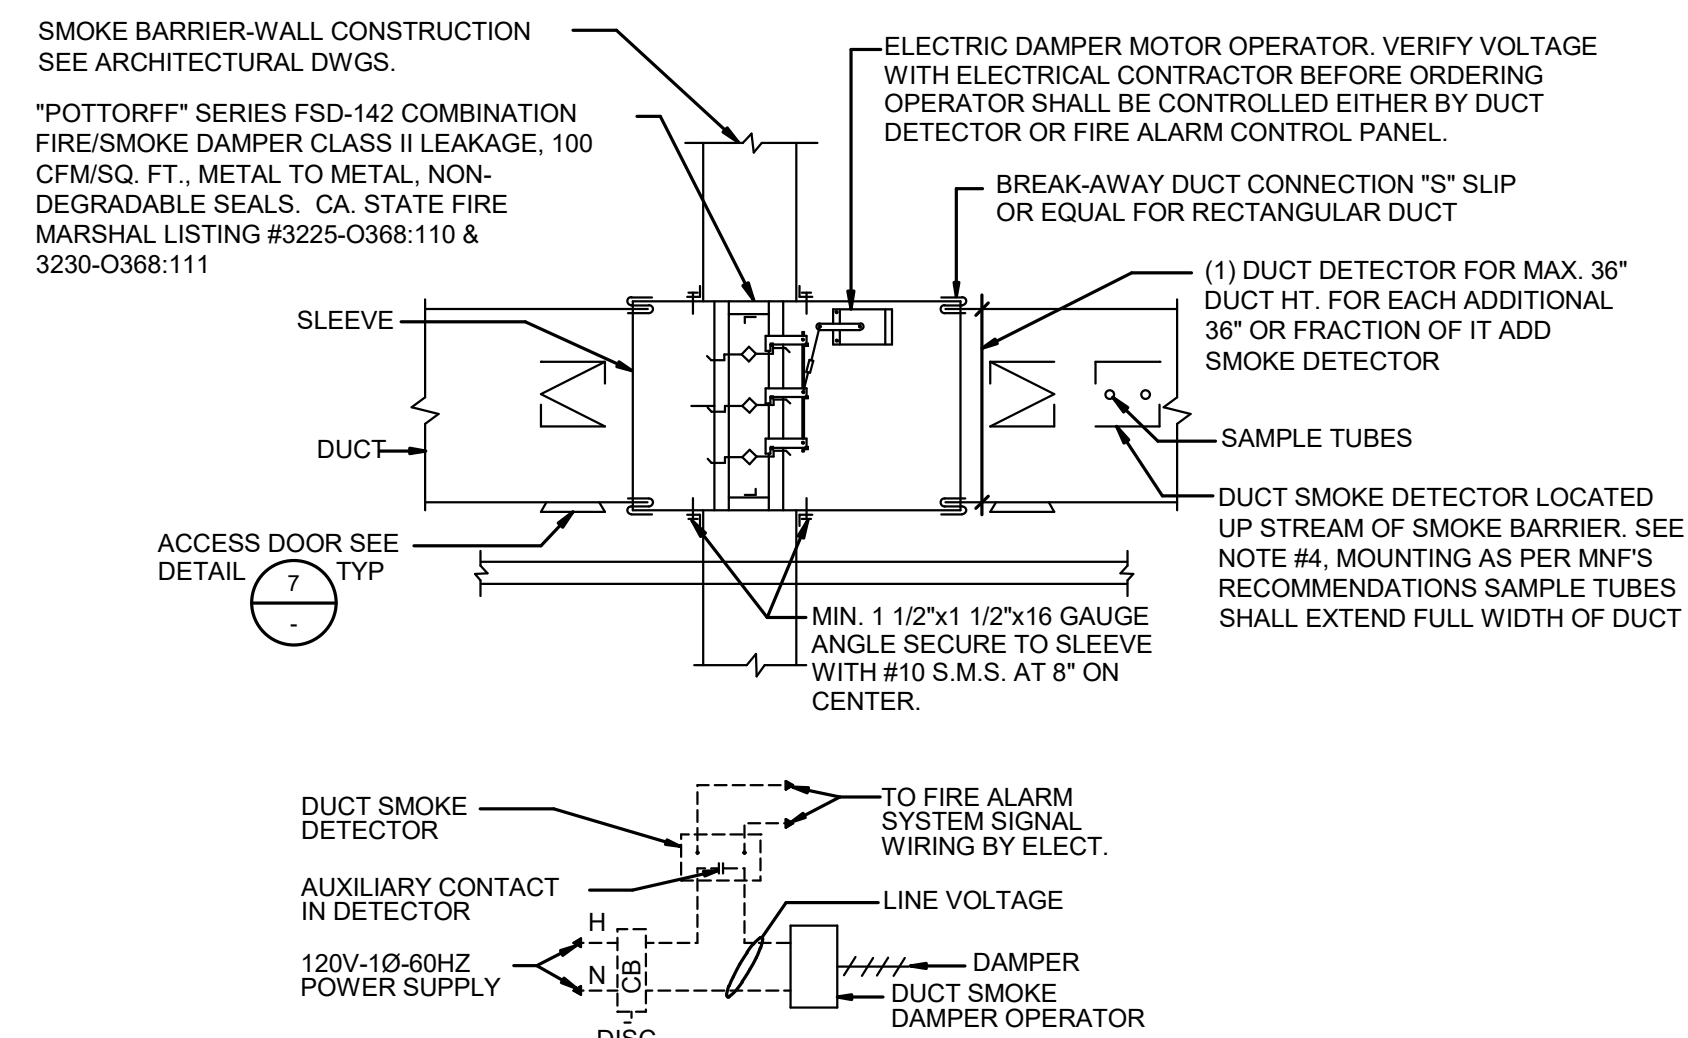 SMOKE BARRIER-WALL CONSTRUCTION
SEE ARCHITECTURAL DWGS.
"POTTORFF" SERIES FSD-142 COMBINATION
FIRE/SMOKE DAMPER CLASS II LEAKAGE, 100
CFM/SQ. FT., METAL TO METAL, NON-
DEGRADABLE SEALS. CA. STATE FIRE
MARSHAL LISTING #3225-O368:110 &
3230-O368:111
ELECTRIC DAMPER MOTOR OPERATOR. VERIFY VOLTAGE
WITH ELECTRICAL CONTRACTOR BEFORE ORDERING
OPERATOR SHALL BE CONTROLLED EITHER BY DUCT
DETECTOR OR FIRE ALARM CONTROL PANEL.
BREAK-AWAY DUCT CONNECTION "S" SLIP
OR EQUAL FOR RECTANGULAR DUCT
(1) DUCT DETECTOR FOR MAX. 36"
DUCT HT. FOR EACH ADDITIONAL
36" OR FRACTION OF IT ADD
SMOKE DETECTOR
SLEEVE
DUCT
SAMPLE TUBES
DUCT SMOKE DETECTOR LOCATED
UP STREAM OF SMOKE BARRIER. SEE
NOTE #4, MOUNTING AS PER MNF'S
RECOMMENDATIONS SAMPLE TUBES
SHALL EXTEND FULL WIDTH OF DUCT
ACCESS DOOR SEE
DETAIL 7 TYP
-
MIN. 1 1/2"x1 1/2"x16 GAUGE
ANGLE SECURE TO SLEEVE
WITH #10 S.M.S. AT 8" ON
CENTER.
DUCT SMOKE
DETECTOR
TO FIRE ALARM
SYSTEM SIGNAL
WIRING BY ELECT.
AUXILIARY CONTACT
IN DETECTOR
LINE VOLTAGE
H
120V-1Ø-60HZ
POWER SUPPLY
N
CB
DAMPER
DUCT SMOKE
DAMPER OPERATOR
DISC